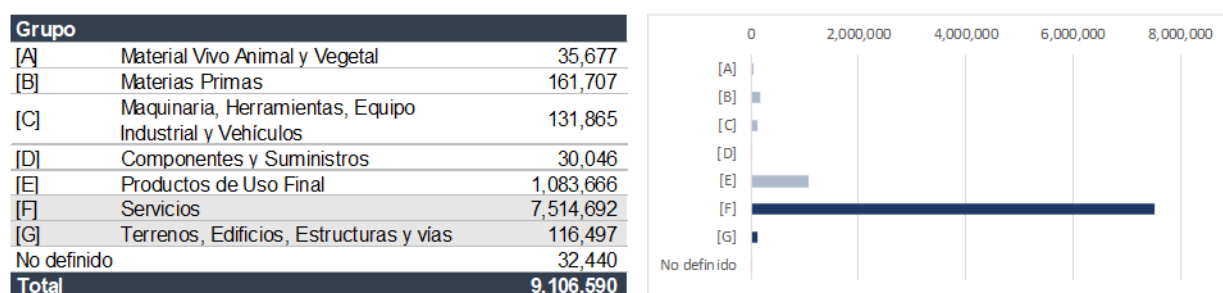 Grupo
[A] Material Vivo Animal y Vegetal 35,677
[B] Materias Primas 161,707
[C] Maquinaria, Herramientas, Equipo
Industrial y Vehículos 131,865
[D] Componentes y Suministros 30,046
[E] Productos de Uso Final 1,083,666
[F] Servicios 7,514,692
[G] Terrenos, Edificios, Estructuras y vías 116,497
No definido 32,440
Total 9,106,590
0 2,000,000 4,000,000 6,000,000 8,000,000
[A]
[B]
[C]
[D]
[E]
[F]
[G]
No definido